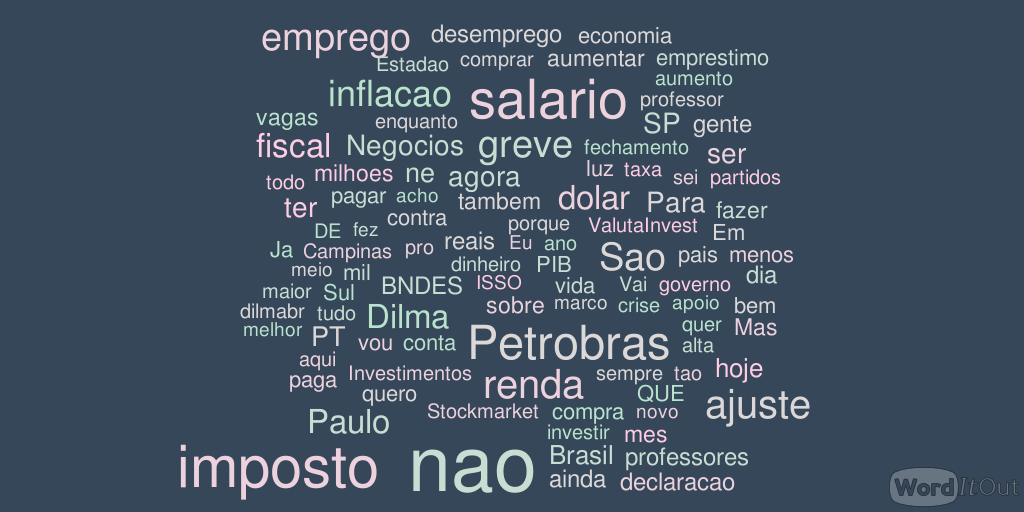 emprego desemprego economia
Estadao comprar aumentar emprestimo
inflacao salario aumento
professor
vagas enquanto SP gente
fiscal Negocios greve fechamento ser
todo milhoes ne agora luz taxa sei partidos
ter pagar acho tambem dolar Para fazer
contra porque ValutaInvest
DE fez reais Eu ano Em
Ja Campinas pro Sao pais menos
meio mil dinheiro PIB dia
maior Sul BNDES ISSO vida Vai governo
dilmabr tudo Dilma sobre marco crise apoio bem
melhor PT quer Mas
vou conta Petrobras alta
aqui
paga Investimentos renda sempre tao hoje
quero QUE ajuste
Paulo Stockmarket compra novo
investir mes
imposto nao Brasil professores
ainda declaracao
WordItOut